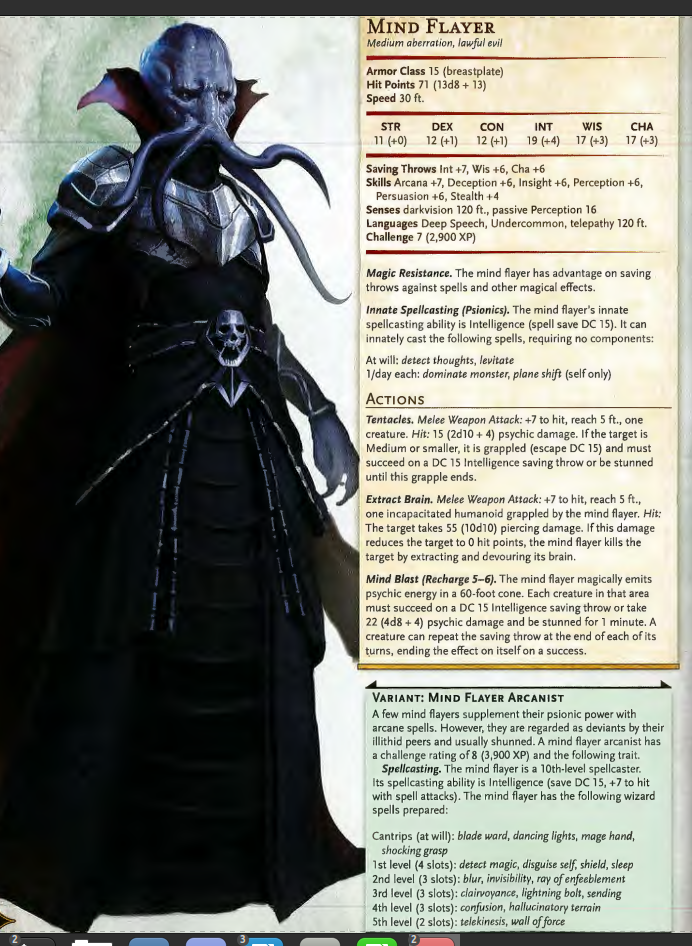 MIND FLAYER
Medium aberration, lawful evil
Armor Class 15 (breastplate)
Hit Points 71 (13d8 + 13)
Speed 30 ft.
STR DEX CON INT WIS CHA
11 (+0) 12 (+1) 12 (+1) 19 (+4) 17 (+3) 17 (+3)
Saving Throws Int +7, Wis +6, Cha +6
Skills Arcana +7, Deception +6, Insight +6, Perception +6,
Persuasion +6, Stealth +4
Senses darkvision 120 ft., passive Perception 16
Languages Deep Speech, Undercommon, telepathy 120 ft.
Challenge 7 (2,900 XP)
Magic Resistance. The mind flayer has advantage on saving
throws against spells and other magical effects.
Innate Spellcasting (Psionics). The mind flayer's innate
spellcasting ability is Intelligence (spell save DC 15). It can
innately cast the following spells, requiring no components:
At will: detect thoughts, levitate
1/day each: dominate monster, plane shift (self only)
ACTIONS
Tentacles. Melee Weapon Attack: +7 to hit, reach 5 ft., one
creature. Hit: 15 (2d10 + 4) psychic damage. If the target is
Medium or smaller, it is grappled (escape DC 15) and must
succeed on a DC 15 Intelligence saving throw or be stunned
until this grapple ends.
Extract Brain. Melee Weapon Attack: +7 to hit, reach 5 ft.,
one incapacitated humanoid grappled by the mind flayer. Hit:
The target takes 55 (10d10) piercing damage. If this damage
reduces the target to 0 hit points, the mind flayer kills the
target by extracting and devouring its brain.
Mind Blast (Recharge 5–6). The mind flayer magically emits
psychic energy in a 60-foot cone. Each creature in that area
must succeed on a DC 15 Intelligence saving throw or take
22 (4d8 + 4) psychic damage and be stunned for 1 minute. A
creature can repeat the saving throw at the end of each of its
turns, ending the effect on itself on a success.
VARIANT: MIND FLAYER ARCANIST
A few mind flayers supplement their psionic power with
arcane spells. However, they are regarded as deviants by their
illithid peers and usually shunned. A mind flayer arcanist has
a challenge rating of 8 (3,900 XP) and the following trait.
Spellcasting. The mind flayer is a 10th-level spellcaster.
Its spellcasting ability is Intelligence (save DC 15, +7 to hit
with spell attacks). The mind flayer has the following wizard
spells prepared:
Cantrips (at will): blade ward, dancing lights, mage hand,
shocking grasp
1st level (4 slots): detect magic, disguise self, shield, sleep
2nd level (3 slots): blur, invisibility, ray of enfeeblement
3rd level (3 slots): clairvoyance, lightning bolt, sending
4th level (3 slots): confusion, hallucinatory terrain
5th level (2 slots): telekinesis, wall of force
2 3 2